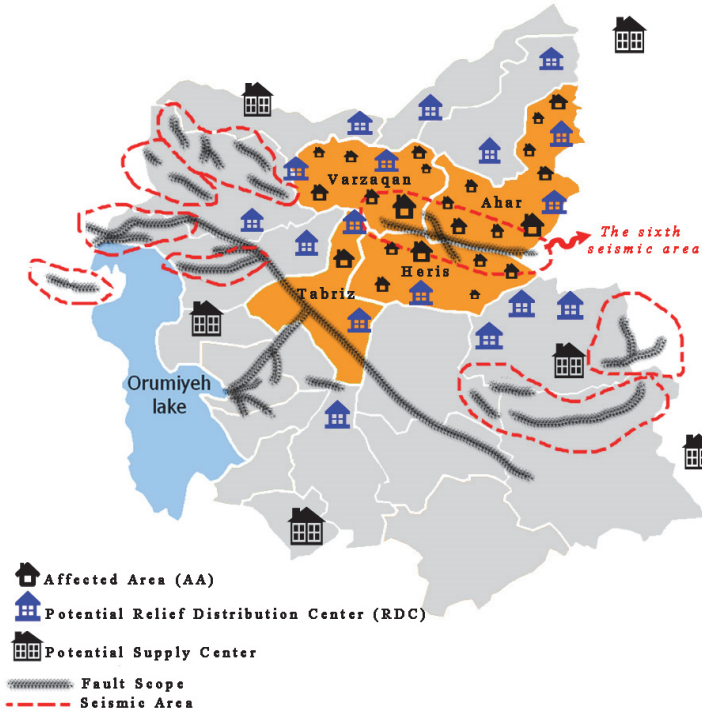 Varzaqan
Ahar
The sixth
seismic area
Heris
Tabriz
Orumiyeh
lake
Affected Area (AA)
Potential Relief Distribution Center (RDC)
Potential Supply Center
Fault Scope
Seismic Area